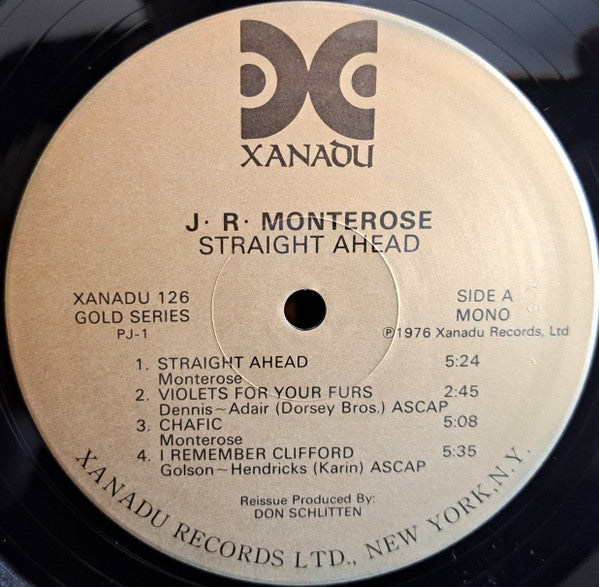 XANADU
J· R· MONTEROSE
STRAIGHT AHEAD
XANADU 126
GOLD SERIES
PJ-1
SIDE A
MONO
℗1976 Xanadu Records, Ltd
1. STRAIGHT AHEAD 5:24
Monterose
2. VIOLETS FOR YOUR FURS 2:45
Dennis~Adair (Dorsey Bros.) ASCAP
3. CHAFIC 5:08
Monterose
4. I REMEMBER CLIFFORD 5:35
Golson~Hendricks (Karin) ASCAP
Reissue Produced By:
DON SCHLITTEN
XANADU RECORDS LTD., NEW YORK, N.Y.